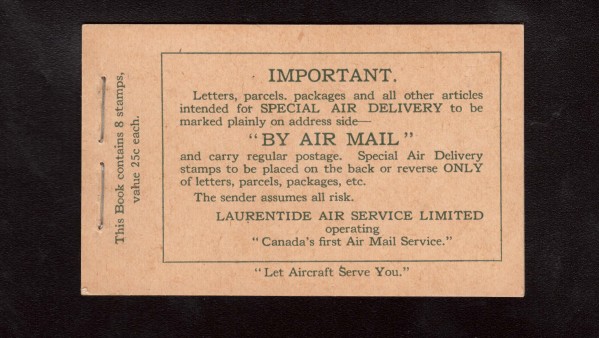 This Book contains 8 stamps,
value 25c each.
IMPORTANT.
Letters, parcels. packages and all other articles
intended for SPECIAL AIR DELIVERY to be
marked plainly on address side—
"BY AIR MAIL"
and carry regular postage. Special Air Delivery
stamps to be placed on the back or reverse ONLY
of letters, parcels, packages, etc.
The sender assumes all risk.
LAURENTIDE AIR SERVICE LIMITED
operating
"Canada's first Air Mail Service."
"Let Aircraft Serve You."